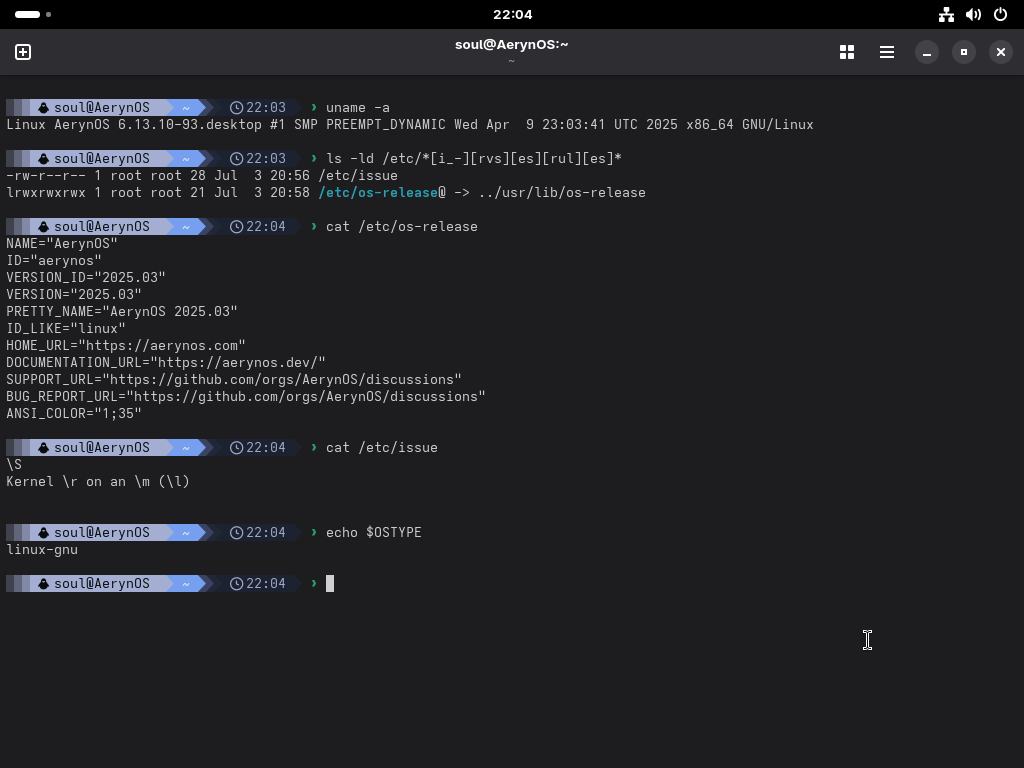 22:04
soul@AerynOS:~
~
soul@AerynOS ~ 22:03 › uname -a
Linux AerynOS 6.13.10-93.desktop #1 SMP PREEMPT_DYNAMIC Wed Apr  9 23:03:41 UTC 2025 x86_64 GNU/Linux
soul@AerynOS ~ 22:03 › ls -ld /etc/*[i_-][rvs][es][rul][es]*
-rw-r--r-- 1 root root 28 Jul  3 20:56 /etc/issue
lrwxrwxrwx 1 root root 21 Jul  3 20:58 /etc/os-release@ -> ../usr/lib/os-release
soul@AerynOS ~ 22:04 › cat /etc/os-release
NAME="AerynOS"
ID="aerynos"
VERSION_ID="2025.03"
VERSION="2025.03"
PRETTY_NAME="AerynOS 2025.03"
ID_LIKE="linux"
HOME_URL="https://aerynos.com"
DOCUMENTATION_URL="https://aerynos.dev/"
SUPPORT_URL="https://github.com/orgs/AerynOS/discussions"
BUG_REPORT_URL="https://github.com/orgs/AerynOS/discussions"
ANSI_COLOR="1;35"
soul@AerynOS ~ 22:04 › cat /etc/issue
\S
Kernel \r on an \m (\l)
soul@AerynOS ~ 22:04 › echo $OSTYPE
linux-gnu
soul@AerynOS ~ 22:04 ›